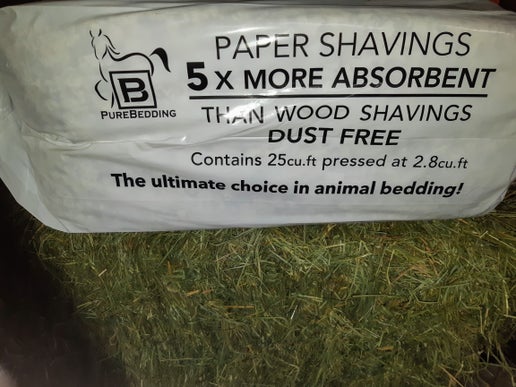 PAPER SHAVINGS
5 x MORE ABSORBENT
THAN WOOD SHAVINGS
DUST FREE
Contains 25cu.ft pressed at 2.8cu.ft
The ultimate choice in animal bedding!
B
PUREBEDDING